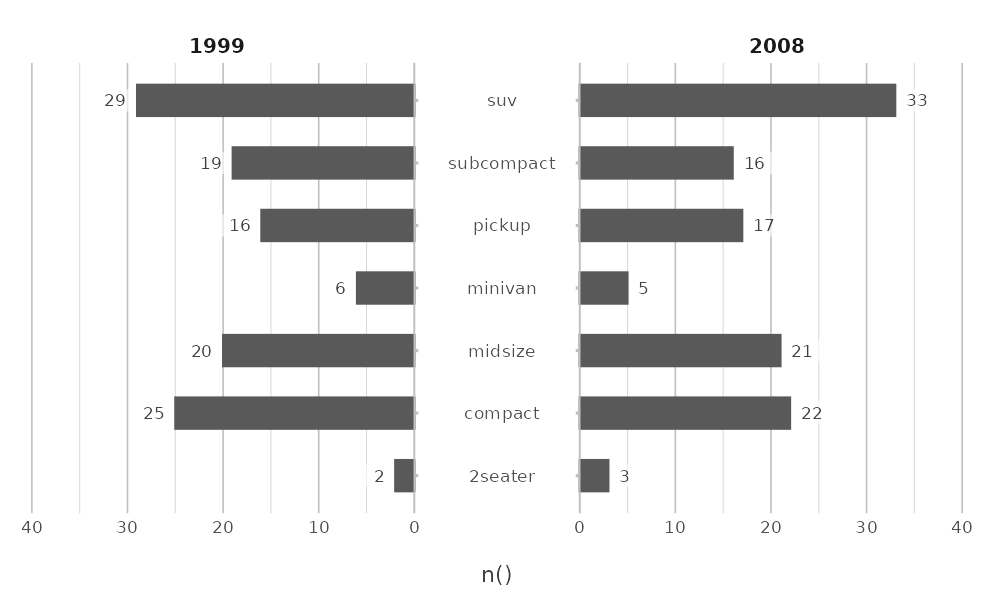 1999 2008
29 suv 33
19 subcompact 16
16 pickup 17
6 minivan 5
20 midsize 21
25 compact 22
2 2seater 3
40 30 20 10 0 0 10 20 30 40
n()